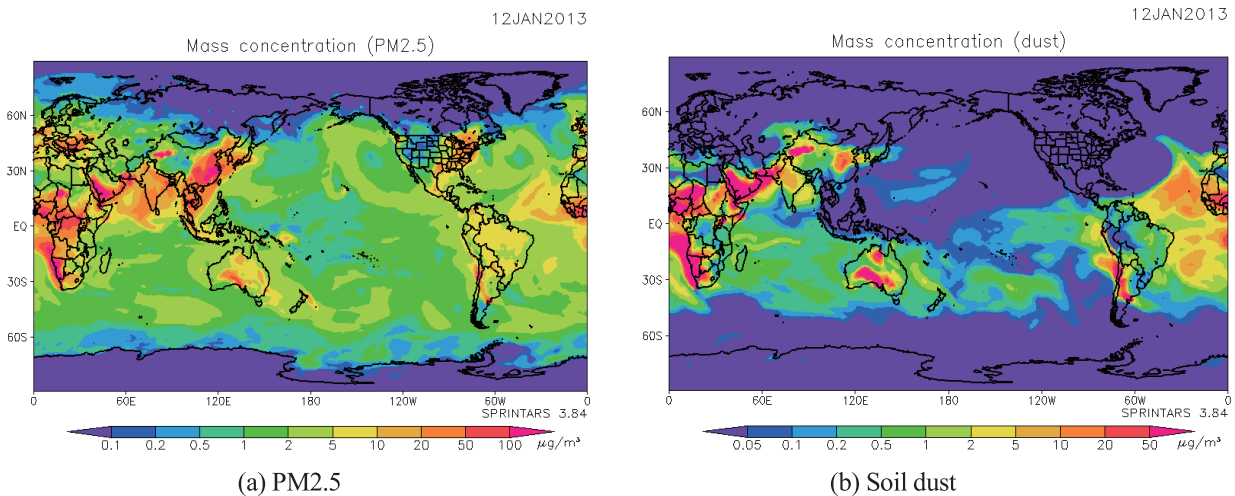 12JAN2013
Mass concentration (PM2.5)
60N
30N
EQ
30S
60S
0 60E 120E 180 120W 60W 0
SPRINTARS 3.84
0.1 0.2 0.5 1 2 5 10 20 50 100 μg/m³
(a) PM2.5
12JAN2013
Mass concentration (dust)
60N
30N
EQ
30S
60S
0 60E 120E 180 120W 60W 0
SPRINTARS 3.84
0.05 0.1 0.2 0.5 1 2 5 10 20 50 μg/m³
(b) Soil dust